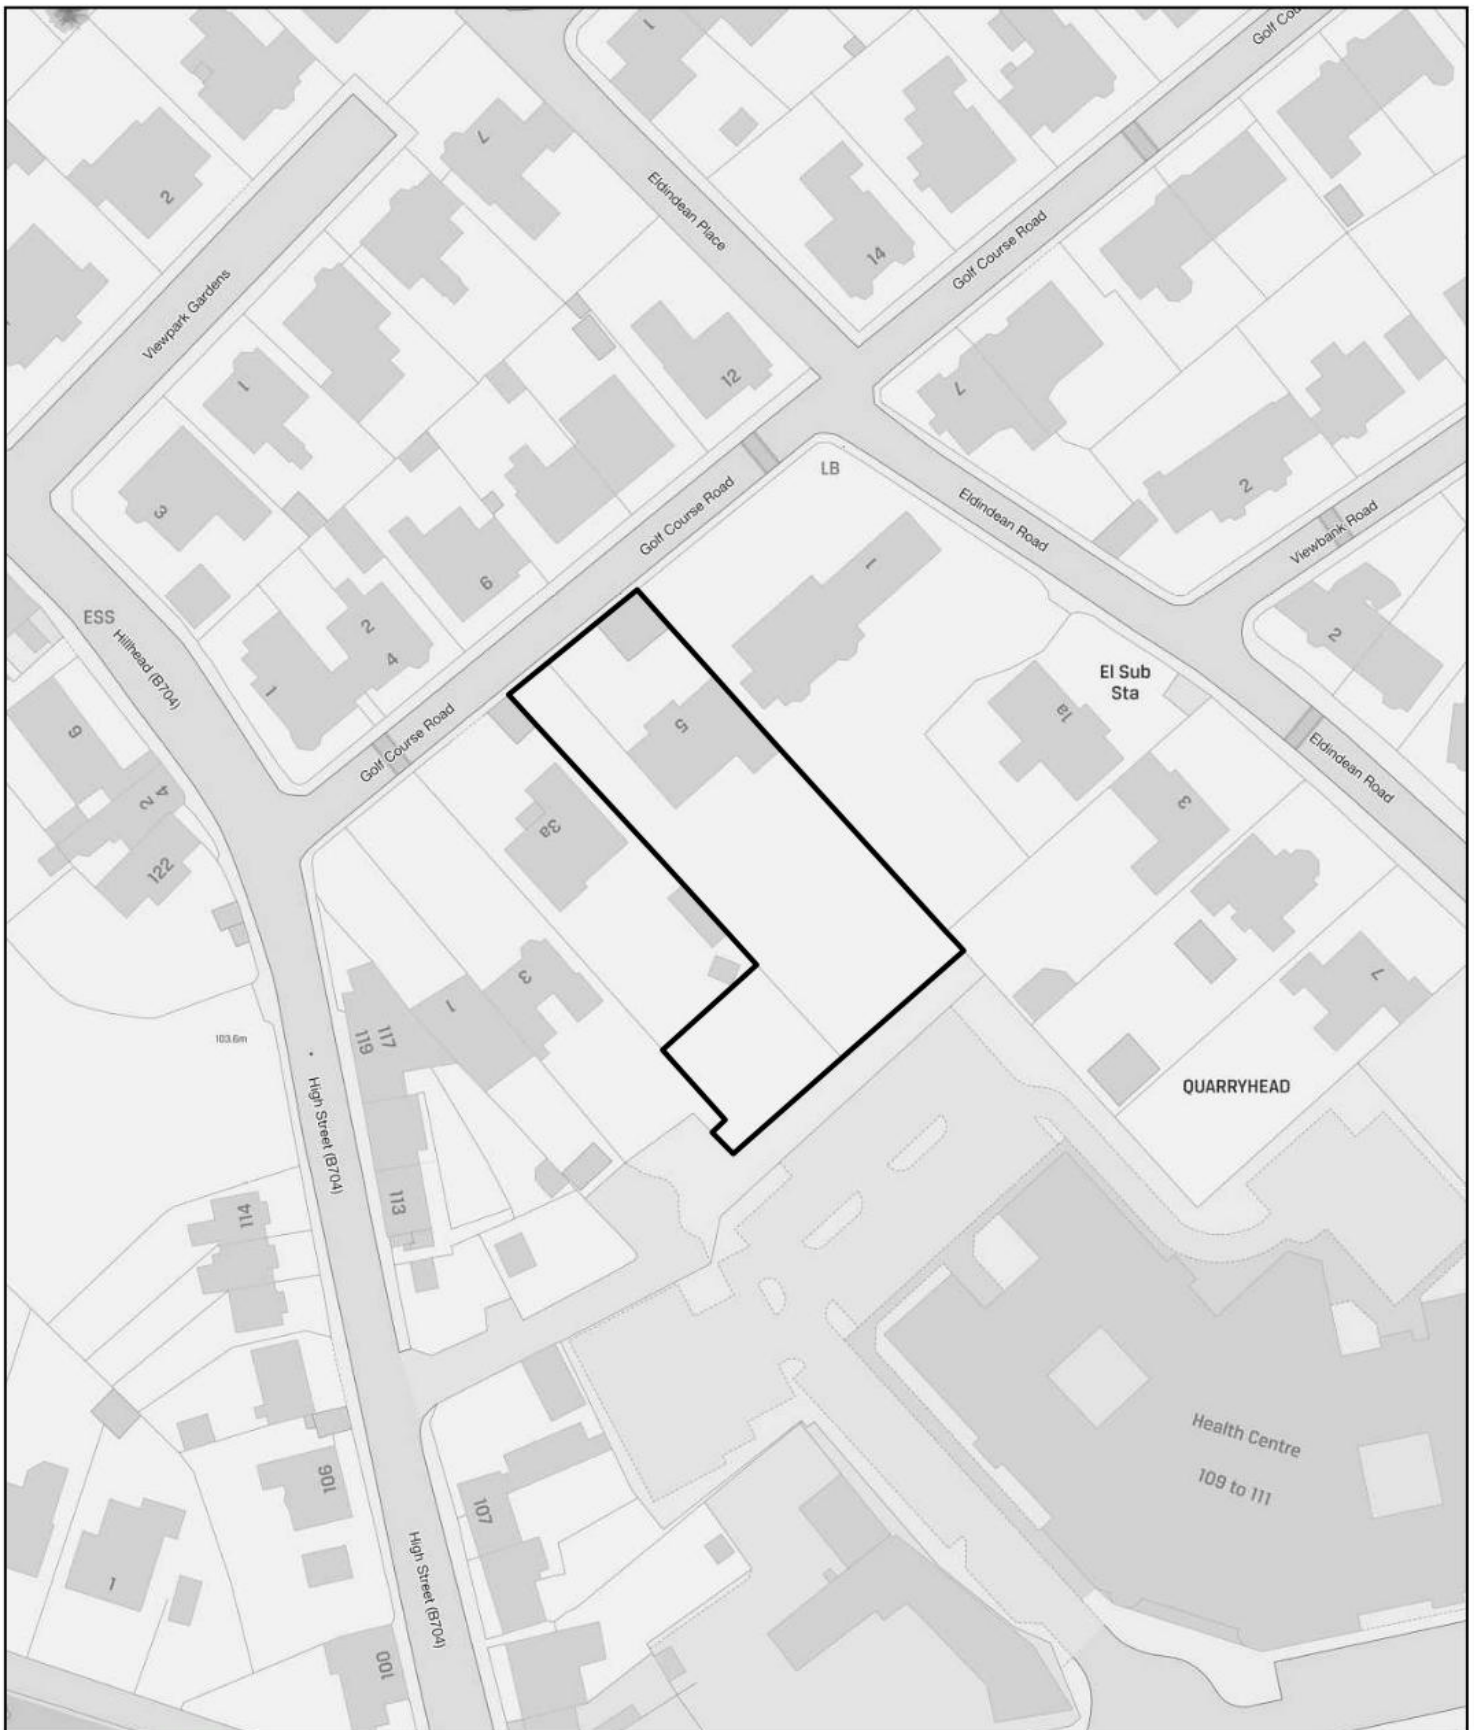 1
Golf Cou
7
2
Eldindean Place
14
Golf Course Road
Viewpark Gardens
1
12
7
3
LB
2
Golf Course Road
Eldindean Road
Viewbank Road
1
6
ESS
2
2
Hillhead (B704)
4
El Sub
Sta
1
1a
5
9
Golf Course Road
Eldindean Road
2
4
3
3a
122
3
7
1
117
119
103.6m
QUARRYHEAD
High Street (B704)
113
114
Health Centre
106
109 to 111
107
1
High Street (B704)
100